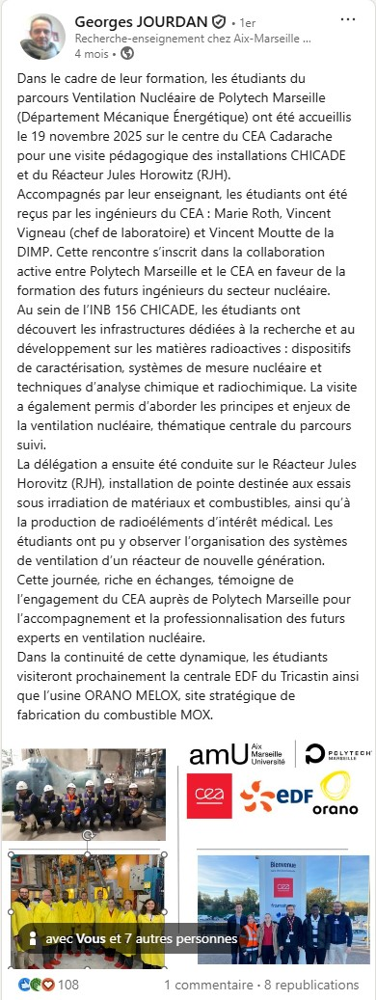 Georges JOURDAN • 1er
Recherche-enseignement chez Aix-Marseille ...
4 mois •
Dans le cadre de leur formation, les étudiants du
parcours Ventilation Nucléaire de Polytech Marseille
(Département Mécanique Énergétique) ont été accueillis
le 19 novembre 2025 sur le centre du CEA Cadarache
pour une visite pédagogique des installations CHICADE
et du Réacteur Jules Horowitz (RJH).
Accompagnés par leur enseignant, les étudiants ont été
reçus par les ingénieurs du CEA : Marie Roth, Vincent
Vigneau (chef de laboratoire) et Vincent Moutte de la
DIMP. Cette rencontre s’inscrit dans la collaboration
active entre Polytech Marseille et le CEA en faveur de la
formation des futurs ingénieurs du secteur nucléaire.
Au sein de l’INB 156 CHICADE, les étudiants ont
découvert les infrastructures dédiées à la recherche et au
développement sur les matières radioactives : dispositifs
de caractérisation, systèmes de mesure nucléaire et
techniques d’analyse chimique et radiochimique. La visite
a également permis d’aborder les principes et enjeux de
la ventilation nucléaire, thématique centrale du parcours
suivi.
La délégation a ensuite été conduite sur le Réacteur Jules
Horovitz (RJH), installation de pointe destinée aux essais
sous irradiation de matériaux et combustibles, ainsi qu’à
la production de radioéléments d’intérêt médical. Les
étudiants ont pu y observer l’organisation des systèmes
de ventilation d’un réacteur de nouvelle génération.
Cette journée, riche en échanges, témoigne de
l’engagement du CEA auprès de Polytech Marseille pour
l’accompagnement et la professionnalisation des futurs
experts en ventilation nucléaire.
Dans la continuité de cette dynamique, les étudiants
visiteront prochainement la centrale EDF du Tricastin ainsi
que l’usine ORANO MELOX, site stratégique de
fabrication du combustible MOX.
amU Aix Marseille Université
POLYTECH MARSEILLE
cea
edf
orano
Bienvenue
cea
avec Vous et 7 autres personnes
108
1 commentaire • 8 republications